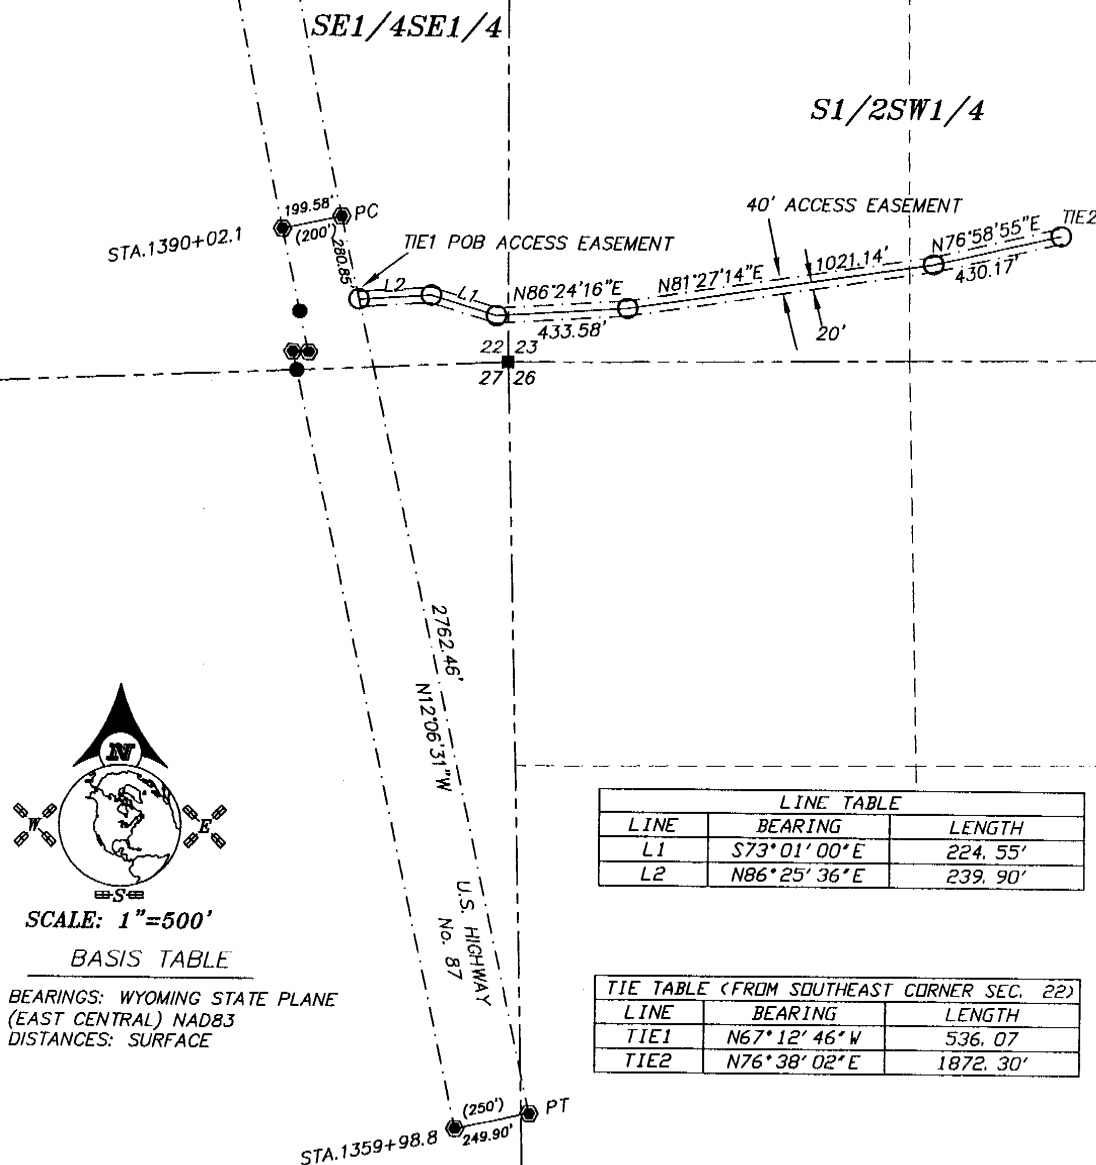 SE1/4SE1/4
S1/2SW1/4
199.58'
(200')
PC
STA.1390+02.1
280.85
TIE1 POB ACCESS EASEMENT
40' ACCESS EASEMENT
TIE2
N76°58'55"E
430.17'
1021.14'
N81°27'14"E
20'
N86°24'16"E
433.58'
L2
L1
22 23
27 26
2762.46'
N12°06'31"W
U.S. HIGHWAY
No. 87
N
W
E
S
SCALE: 1"=500'
BASIS TABLE
BEARINGS: WYOMING STATE PLANE
(EAST CENTRAL) NAD83
DISTANCES: SURFACE
LINE TABLE
LINE BEARING LENGTH
L1 S73°01'00"E 224.55'
L2 N86°25'36"E 239.90'
TIE TABLE (FROM SOUTHEAST CORNER SEC. 22)
LINE BEARING LENGTH
TIE1 N67°12'46"W 536.07
TIE2 N76°38'02"E 1872.30'
(250')
249.90'
PT
STA.1359+98.8